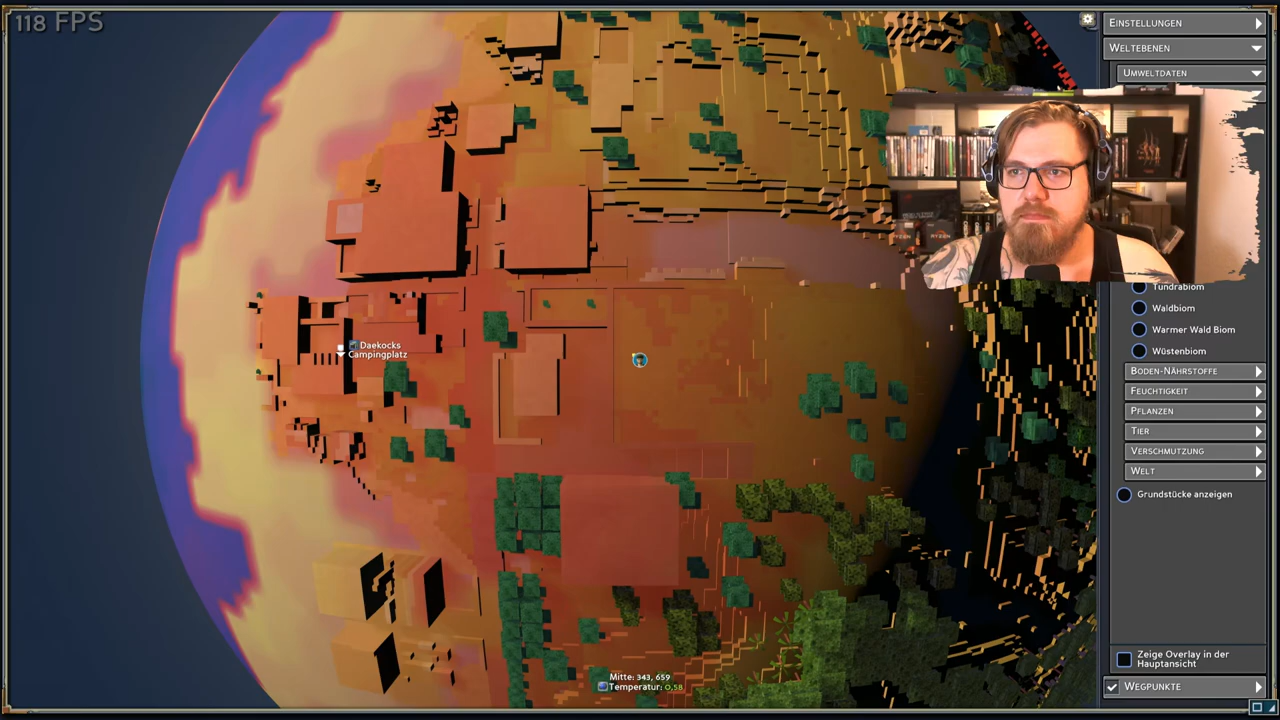 118 FPS
EINSTELLUNGEN
WELTEBENEN
UMWELTDATEN
Tundrabiom
Waldbiom
Warmer Wald Biom
Wüstenbiom
BODEN-NÄHRSTOFFE
FEUCHTIGKEIT
PFLANZEN
TIER
VERSCHMUTZUNG
WELT
Grundstücke anzeigen
Daekocks
Campingplatz
Mitte: 343, 659
Temperatur: 0,58
Zeige Overlay in der
Hauptansicht
WEGPUNKTE